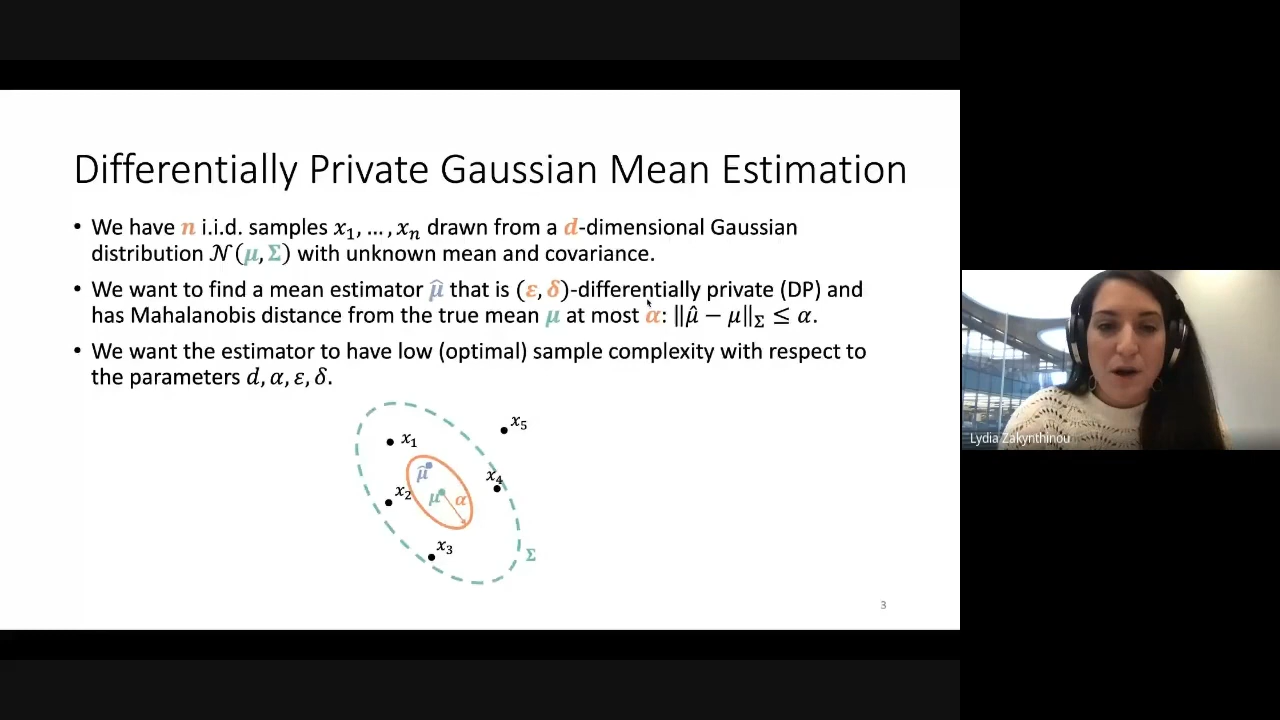 Differentially Private Gaussian Mean Estimation
• We have n i.i.d. samples x₁, … , xₙ drawn from a d-dimensional Gaussian
distribution 𝒩(μ, Σ) with unknown mean and covariance.
• We want to find a mean estimator μ̂ that is (ε, δ)-differentially private (DP) and
has Mahalanobis distance from the true mean μ at most α: ‖μ̂ − μ‖_Σ ≤ α.
• We want the estimator to have low (optimal) sample complexity with respect to
the parameters d, α, ε, δ.
x₁
x₅
μ̂
x₄
x₂
μ
α
x₃
Σ
3
Lydia Zakynthinou